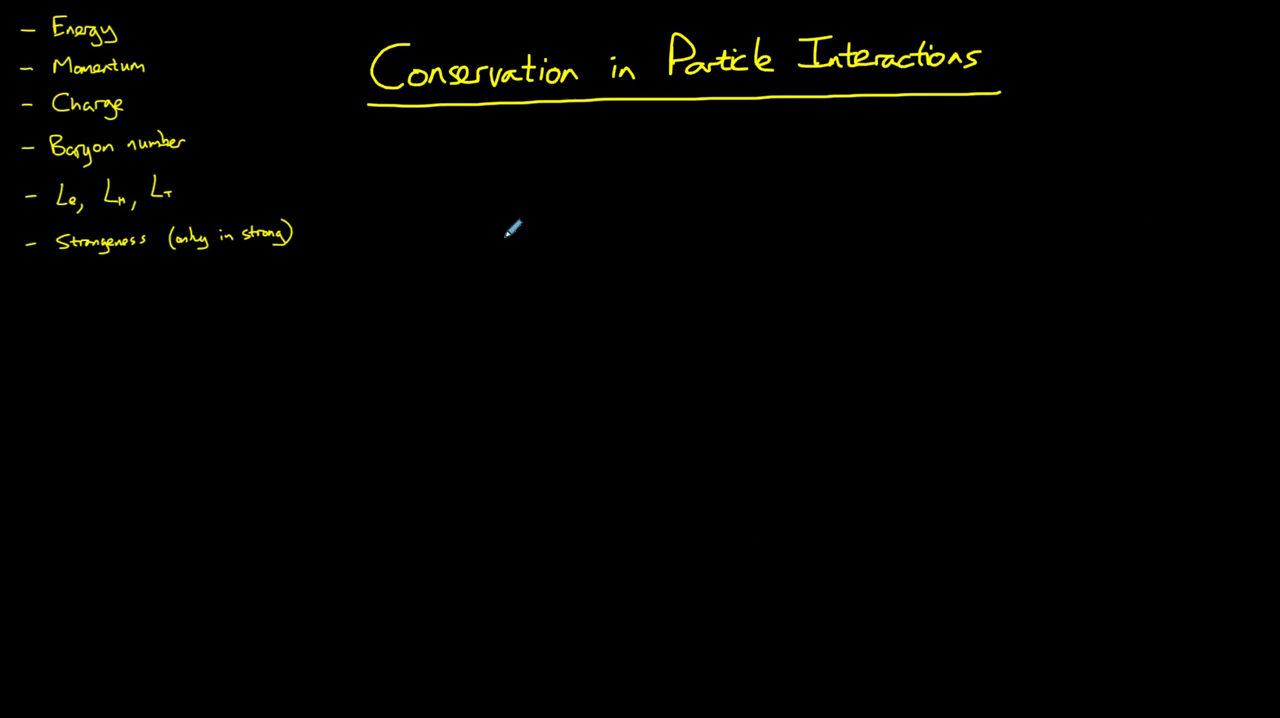 Conservation in Particle Interactions
- Energy
- Momentum
- Charge
- Baryon number
- Le, Lμ, Lτ
- Strangeness (only in strong)